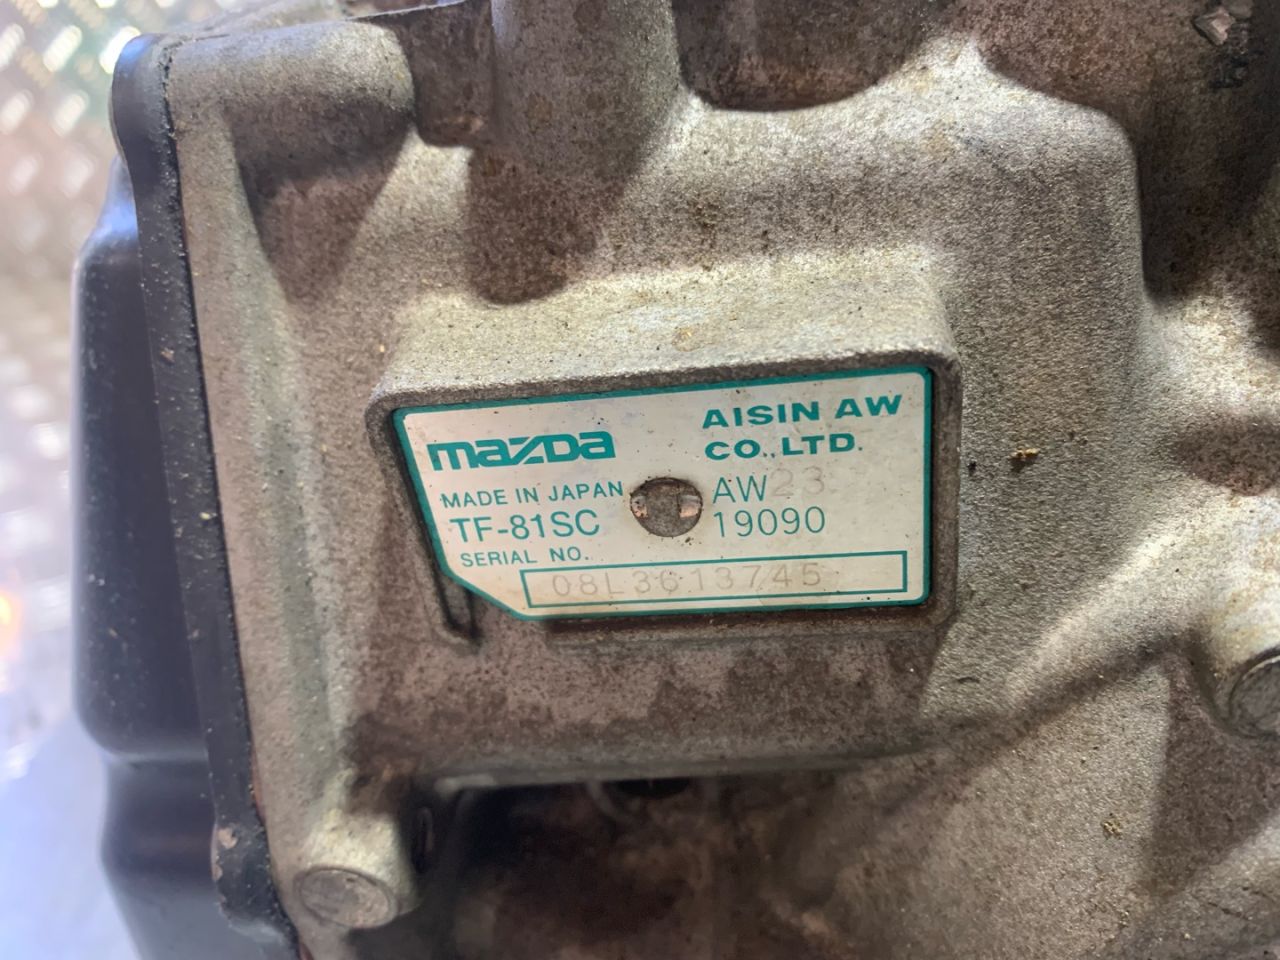 mazda
AISIN AW
CO.,LTD.
MADE IN JAPAN
AW23
TF-81SC
19090
SERIAL NO.
08L3613745